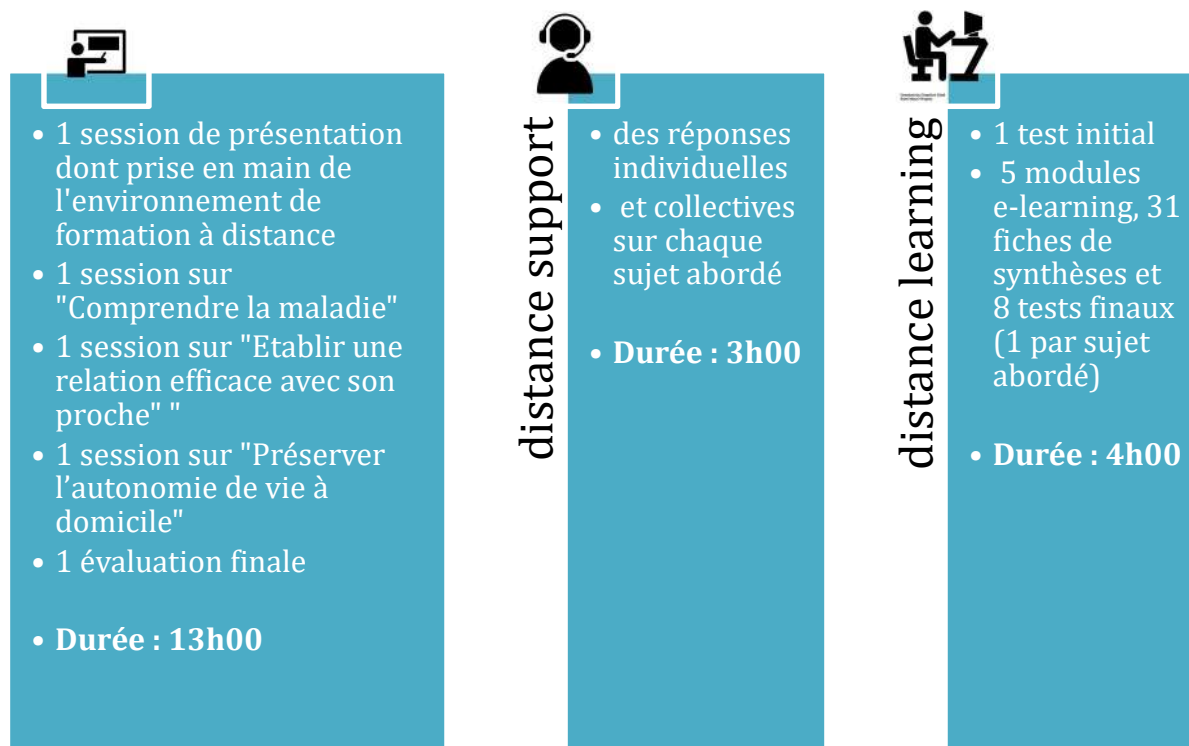 • 1 session de présentation
dont prise en main de
l'environnement de
formation à distance
• 1 session sur
"Comprendre la maladie"
• 1 session sur "Etablir une
relation efficace avec son
proche" "
• 1 session sur "Préserver
l’autonomie de vie à
domicile"
• 1 évaluation finale
• Durée : 13h00
distance support
• des réponses
individuelles
• et collectives
sur chaque
sujet abordé
• Durée : 3h00
distance learning
• 1 test initial
• 5 modules
e-learning, 31
fiches de
synthèses et
8 tests finaux
(1 par sujet
abordé)
• Durée : 4h00